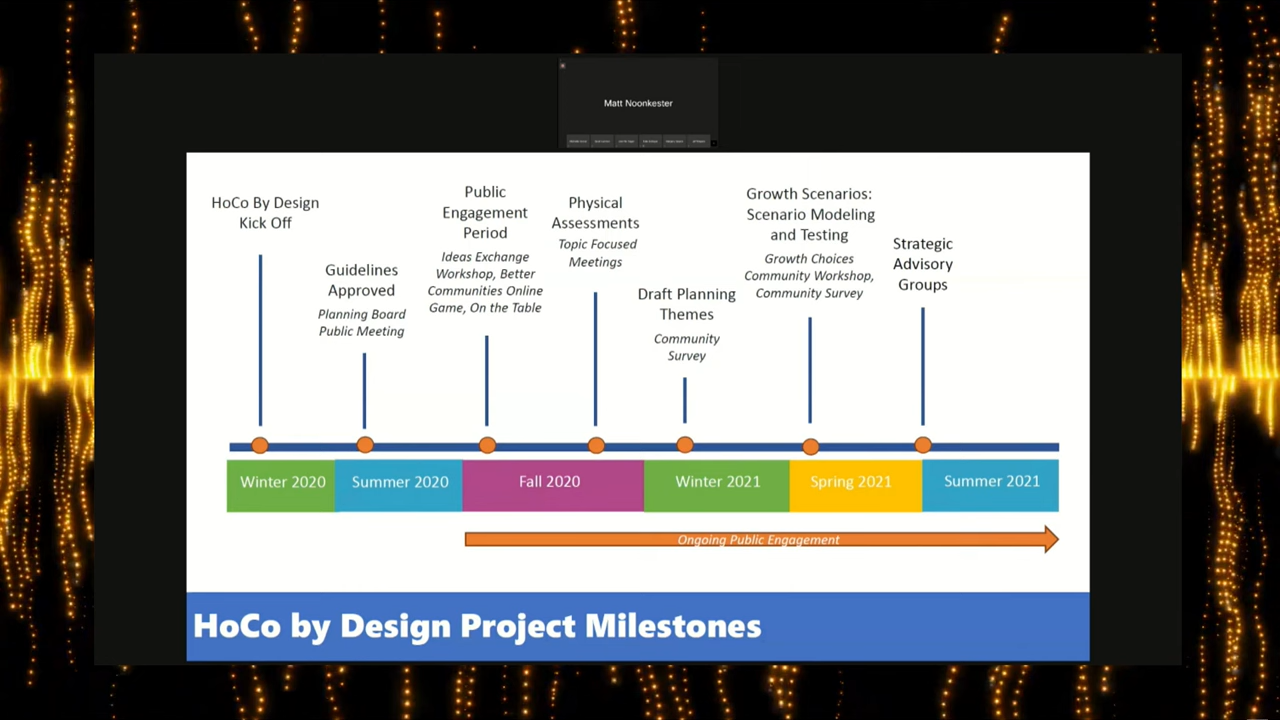 Matt Noonkester
HoCo By Design
Kick Off
Guidelines
Approved
Planning Board
Public Meeting
Public
Engagement
Period
Ideas Exchange
Workshop, Better
Communities Online
Game, On the Table
Physical
Assessments
Topic Focused
Meetings
Draft Planning
Themes
Community
Survey
Growth Scenarios:
Scenario Modeling
and Testing
Growth Choices
Community Workshop,
Community Survey
Strategic
Advisory
Groups
Winter 2020
Summer 2020
Fall 2020
Winter 2021
Spring 2021
Summer 2021
Ongoing Public Engagement
HoCo by Design Project Milestones